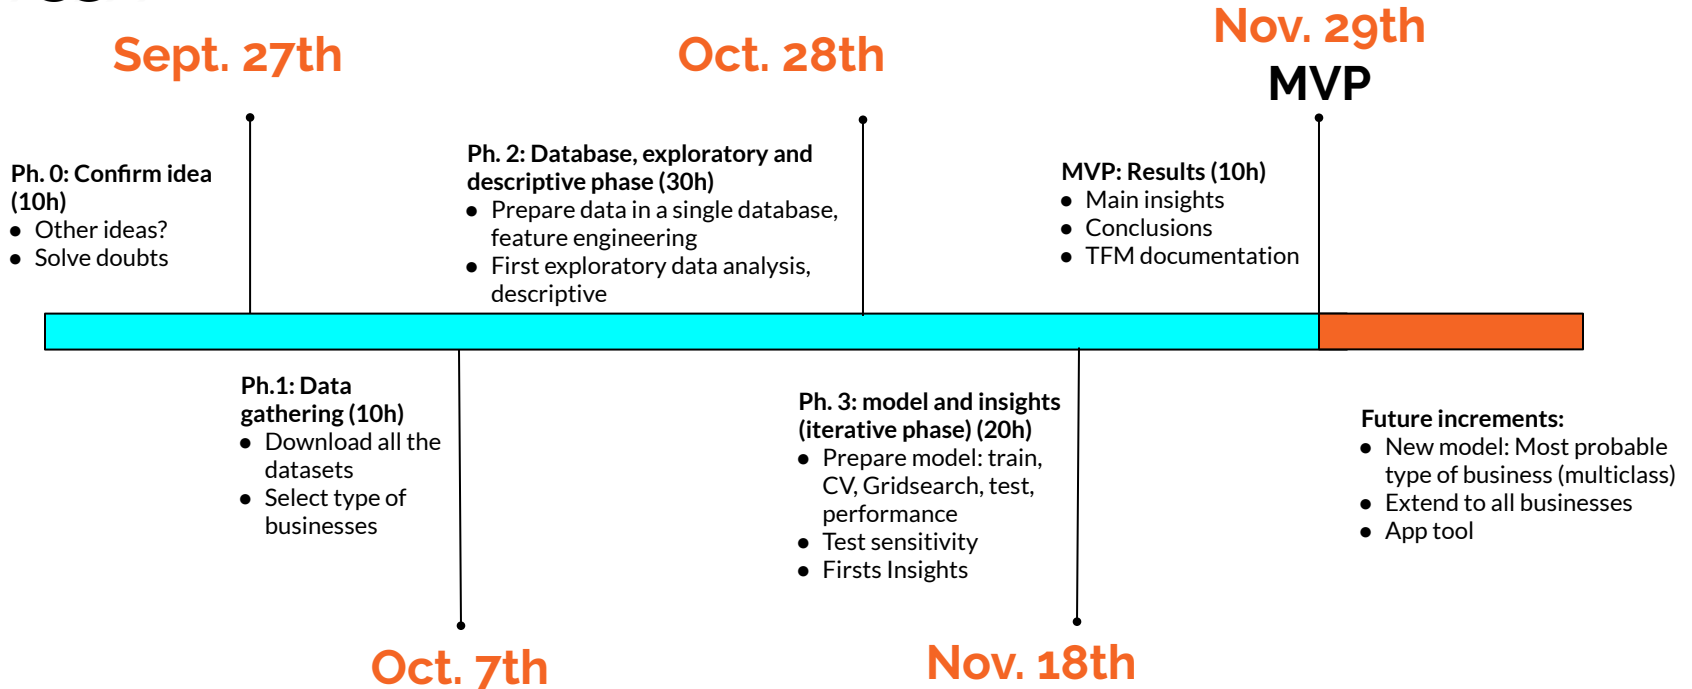 Sept. 27th
Oct. 28th
Nov. 29th
MVP
Ph. 0: Confirm idea
(10h)
● Other ideas?
● Solve doubts
Ph. 2: Database, exploratory and
descriptive phase (30h)
● Prepare data in a single database,
feature engineering
● First exploratory data analysis,
descriptive
MVP: Results (10h)
● Main insights
● Conclusions
● TFM documentation
Ph.1: Data
gathering (10h)
● Download all the
datasets
● Select type of
businesses
Ph. 3: model and insights
(iterative phase) (20h)
● Prepare model: train,
CV, Gridsearch, test,
performance
● Test sensitivity
● Firsts Insights
Future increments:
● New model: Most probable
type of business (multiclass)
● Extend to all businesses
● App tool
Oct. 7th
Nov. 18th